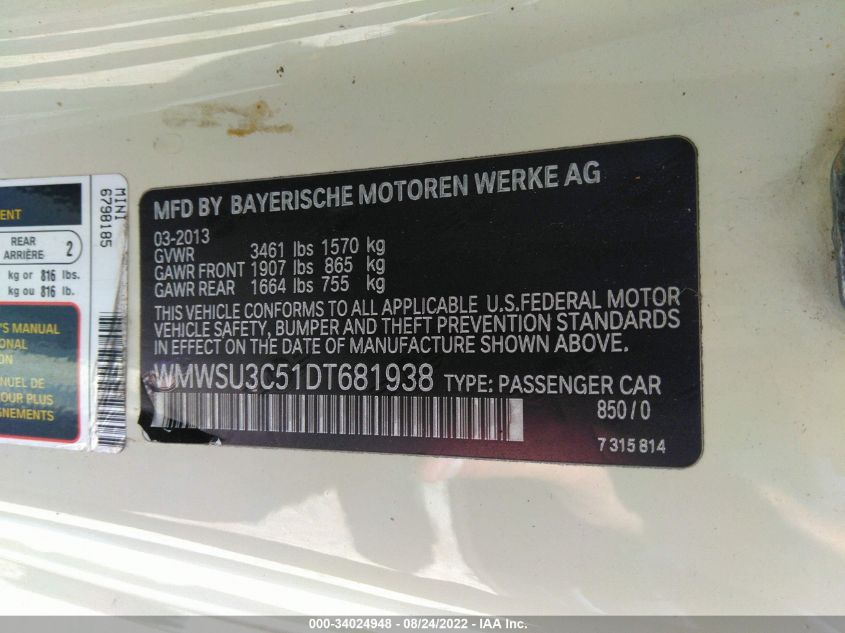 MFD BY BAYERISCHE MOTOREN WERKE AG
03-2013
GVWR 3461 lbs 1570 kg
GAWR FRONT 1907 lbs 865 kg
GAWR REAR 1664 lbs 755 kg
THIS VEHICLE CONFORMS TO ALL APPLICABLE U.S.FEDERAL MOTOR
VEHICLE SAFETY, BUMPER AND THEFT PREVENTION STANDARDS
IN EFFECT ON THE DATE OF MANUFACTURE SHOWN ABOVE.
WMWSU3C51DT681938 TYPE: PASSENGER CAR
850/0
7 315 814
MINI
6798185
REAR
ARRIÈRE 2
kg or 816 lbs.
kg ou 816 lb.
'S MANUAL
000-34024948 - 08/24/2022 - IAA Inc.